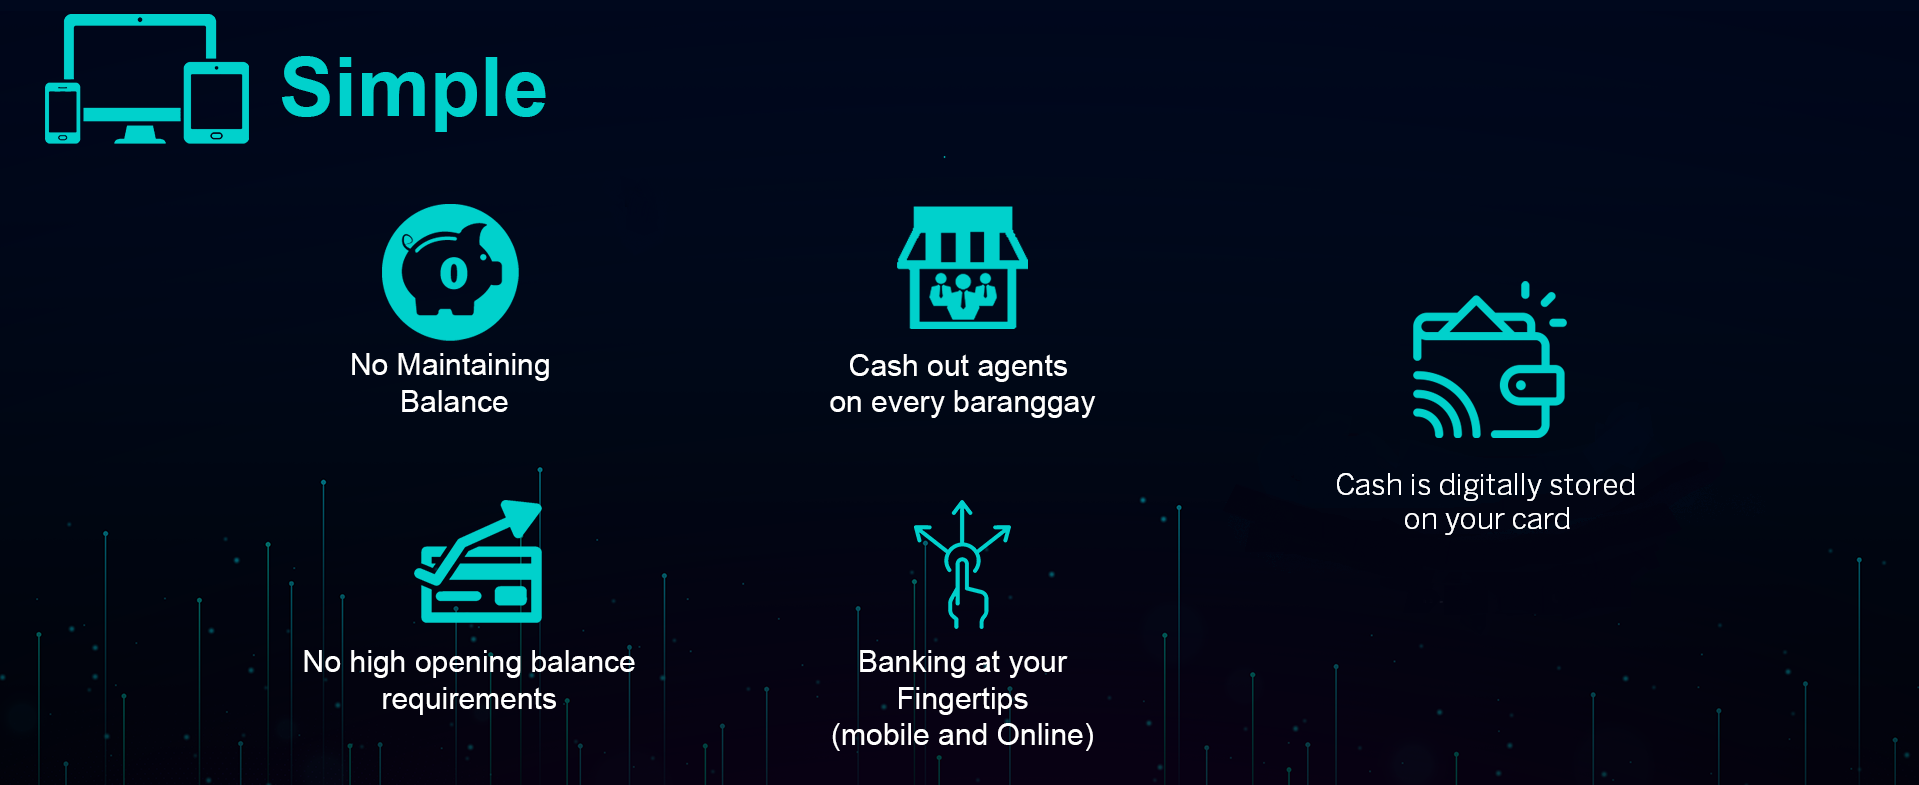 Simple
0
No Maintaining
Balance
Cash out agents
on every baranggay
Cash is digitally stored
on your card
No high opening balance
requirements
Banking at your
Fingertips
(mobile and Online)